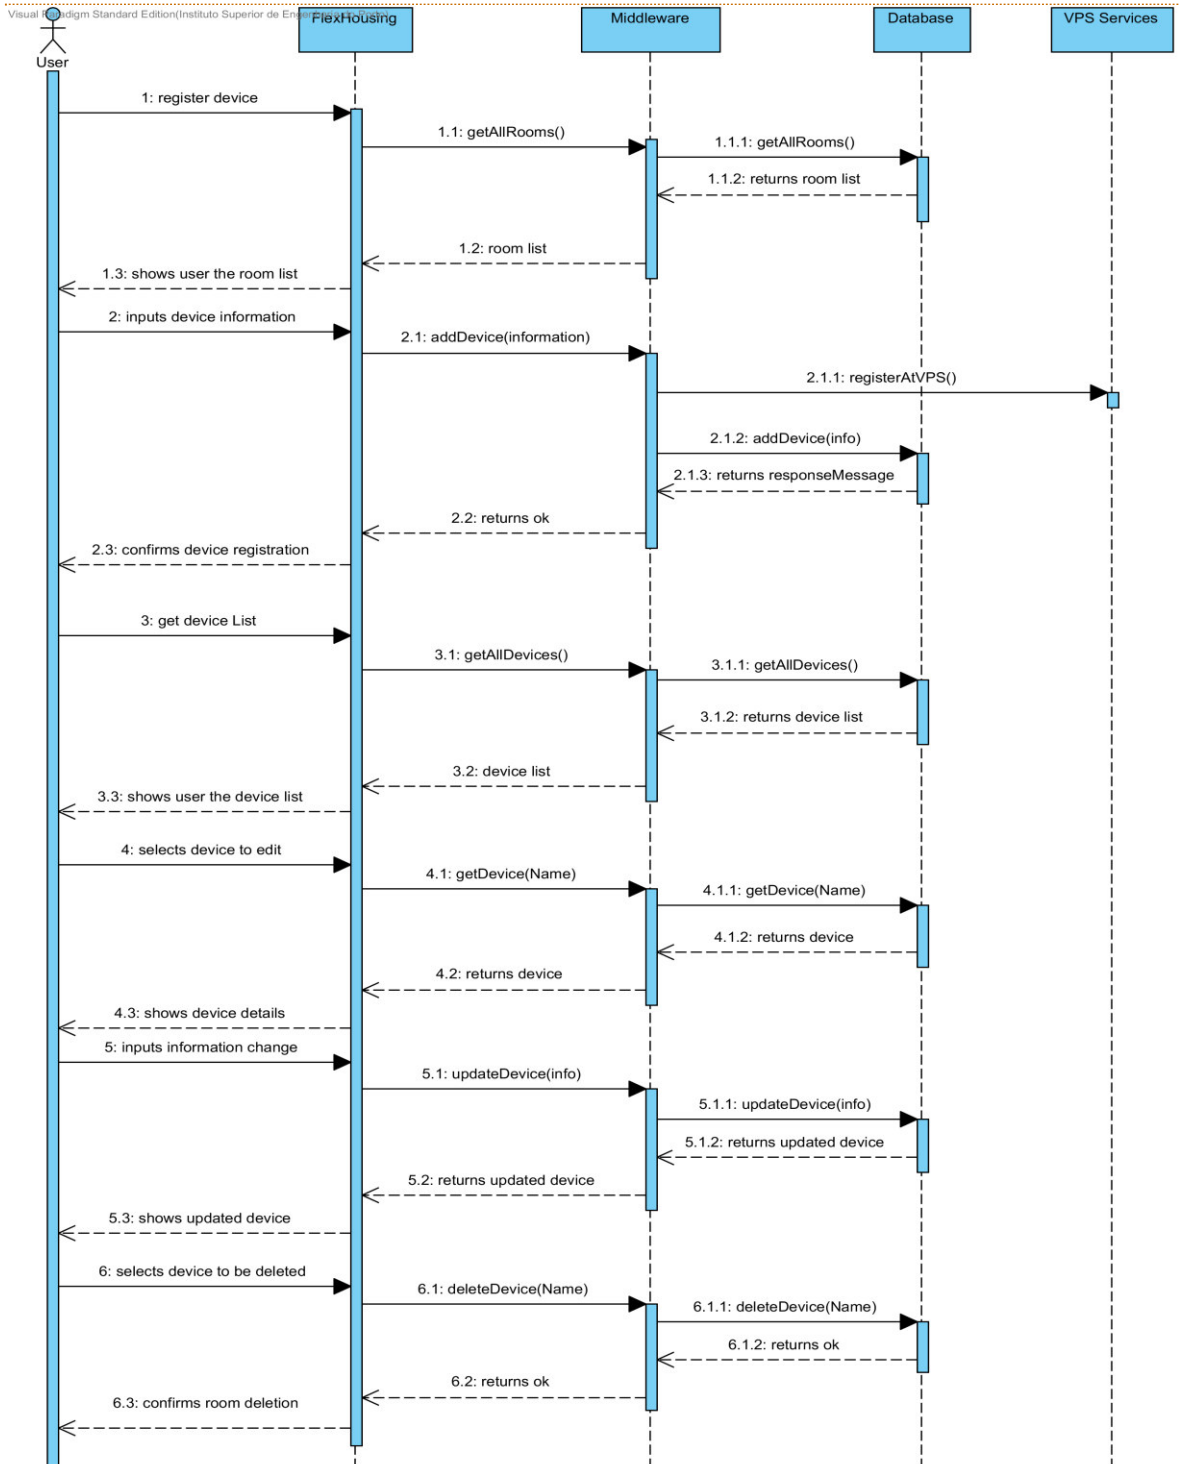 Visual Paradigm Standard Edition(Instituto Superior de Engenharia do Porto)
User
FlexHousing
Middleware
Database
VPS Services
1: register device
1.1: getAllRooms()
1.1.1: getAllRooms()
1.1.2: returns room list
1.2: room list
1.3: shows user the room list
2: inputs device information
2.1: addDevice(information)
2.1.1: registerAtVPS()
2.1.2: addDevice(info)
2.1.3: returns responseMessage
2.2: returns ok
2.3: confirms device registration
3: get device List
3.1: getAllDevices()
3.1.1: getAllDevices()
3.1.2: returns device list
3.2: device list
3.3: shows user the device list
4: selects device to edit
4.1: getDevice(Name)
4.1.1: getDevice(Name)
4.1.2: returns device
4.2: returns device
4.3: shows device details
5: inputs information change
5.1: updateDevice(info)
5.1.1: updateDevice(info)
5.1.2: returns updated device
5.2: returns updated device
5.3: shows updated device
6: selects device to be deleted
6.1: deleteDevice(Name)
6.1.1: deleteDevice(Name)
6.1.2: returns ok
6.2: returns ok
6.3: confirms room deletion